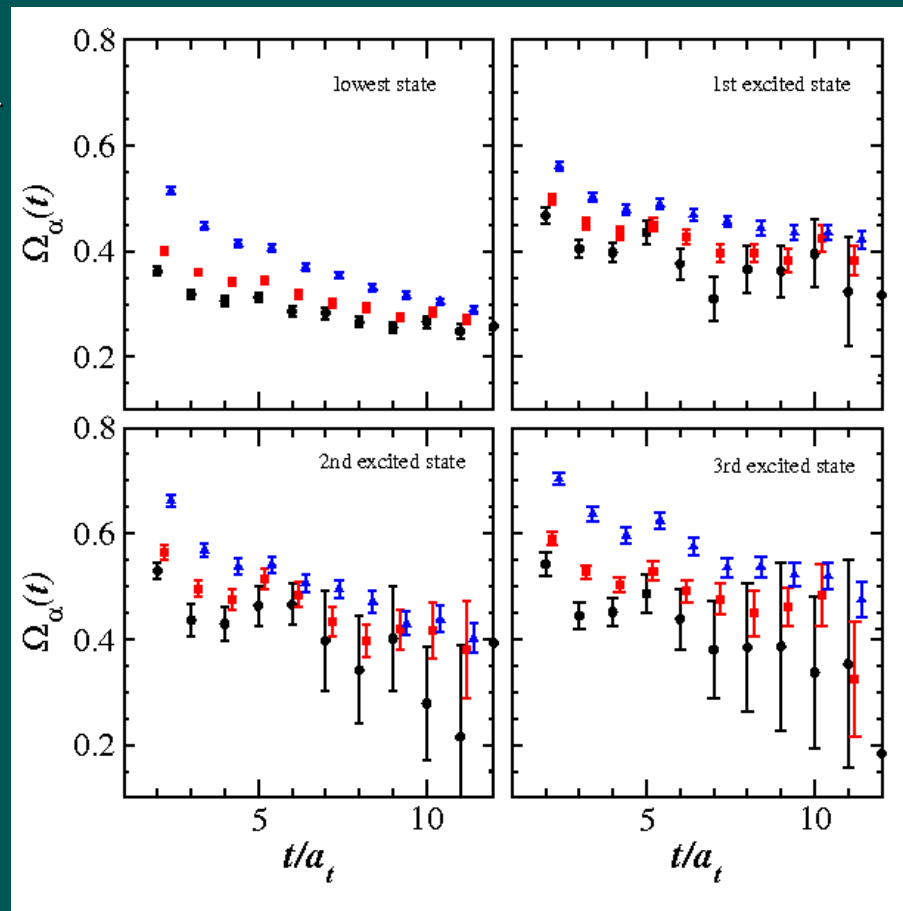 0.8
0.6
0.4
0.2
Ωα(t)
lowest state
1st excited state
0.8
0.6
0.4
0.2
Ωα(t)
2nd excited state
3rd excited state
5 10 5 10
t/at t/at